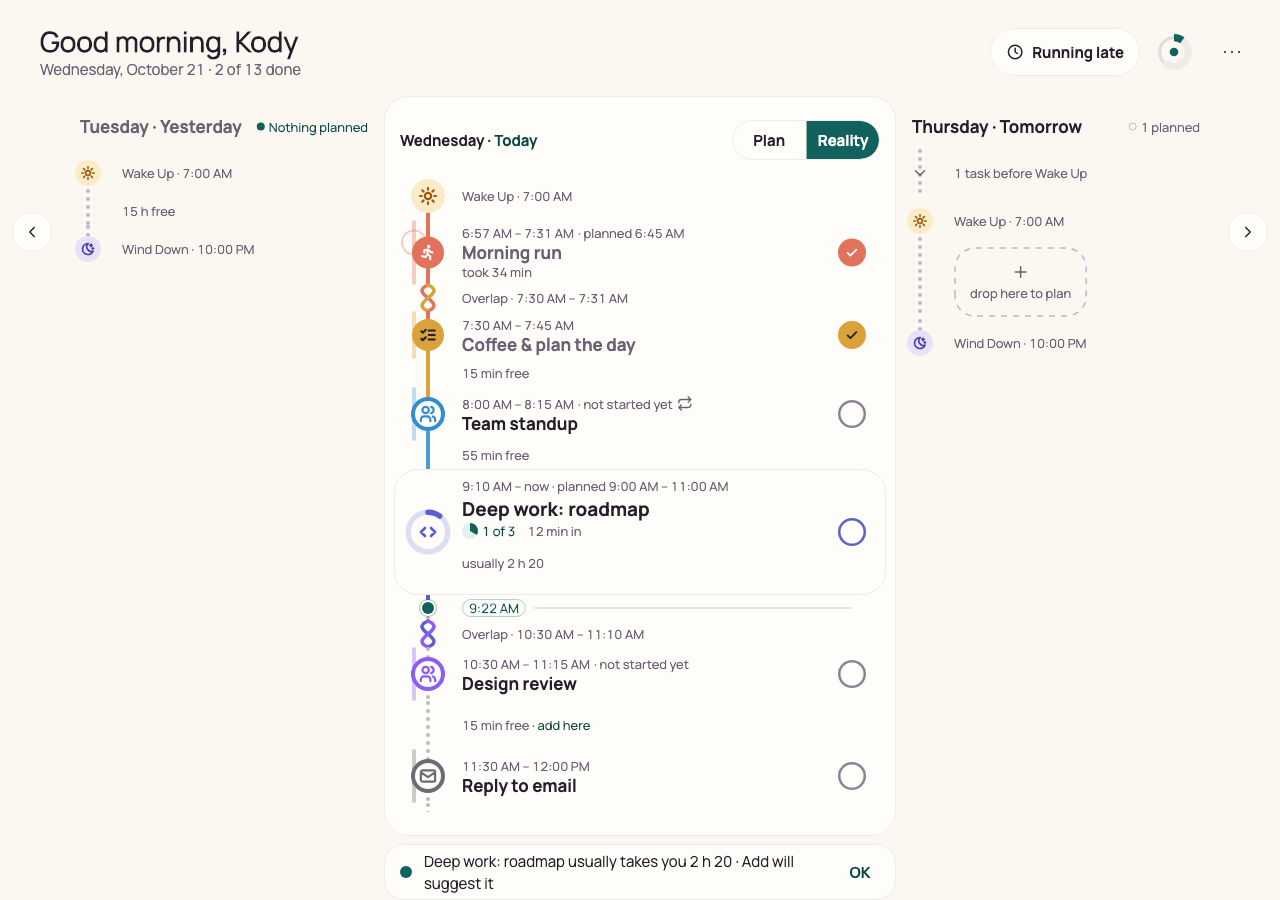 Good morning, Kody
Wednesday, October 21 · 2 of 13 done
Running late
Tuesday · Yesterday
Nothing planned
Wake Up · 7:00 AM
15 h free
Wind Down · 10:00 PM
Wednesday · Today
Plan
Reality
Wake Up · 7:00 AM
6:57 AM – 7:31 AM · planned 6:45 AM
Morning run
took 34 min
Overlap · 7:30 AM – 7:31 AM
7:30 AM – 7:45 AM
Coffee & plan the day
15 min free
8:00 AM – 8:15 AM · not started yet
Team standup
55 min free
9:10 AM – now · planned 9:00 AM – 11:00 AM
Deep work: roadmap
1 of 3 12 min in
usually 2 h 20
9:22 AM
Overlap · 10:30 AM – 11:10 AM
10:30 AM – 11:15 AM · not started yet
Design review
15 min free · add here
11:30 AM – 12:00 PM
Reply to email
Deep work: roadmap usually takes you 2 h 20 · Add will
suggest it
OK
Thursday · Tomorrow
1 planned
1 task before Wake Up
Wake Up · 7:00 AM
drop here to plan
Wind Down · 10:00 PM